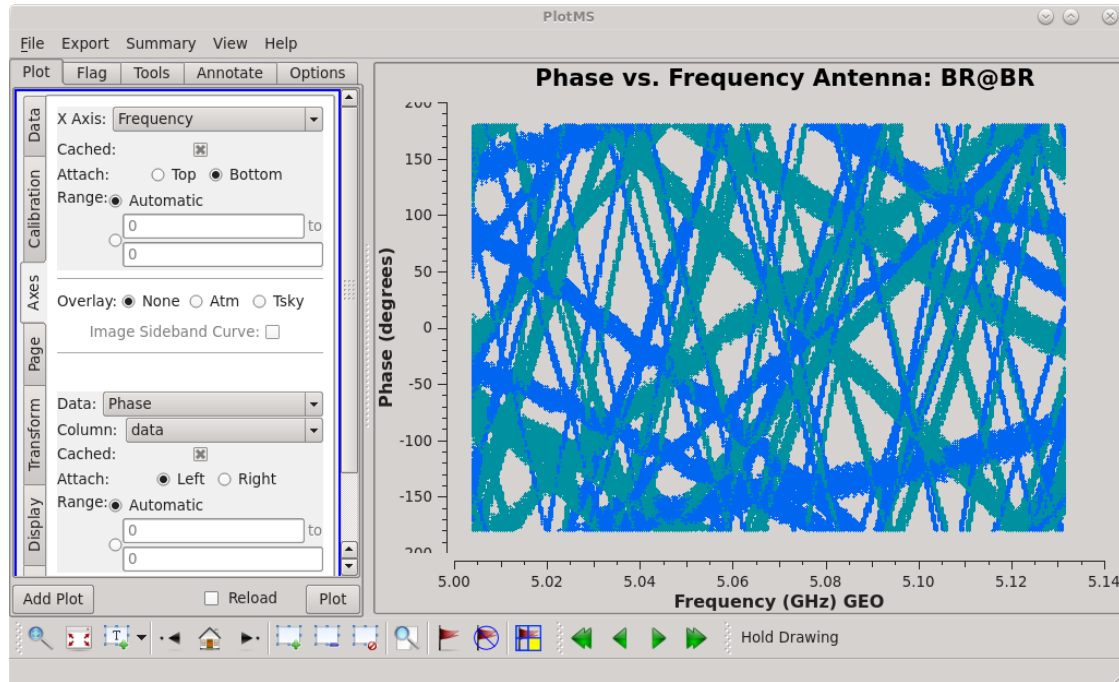 PlotMS
File Export Summary View Help
Plot Flag Tools Annotate Options
Data
Calibration
Axes
Page
Transform
Display
X Axis: Frequency
Cached:
Attach: Top Bottom
Range: Automatic
0 to
0
Overlay: None Atm Tsky
Image Sideband Curve:
Data: Phase
Column: data
Cached:
Attach: Left Right
Range: Automatic
0 to
0
Add Plot Reload Plot
Phase vs. Frequency Antenna: BR@BR
Phase (degrees)
200
150
100
50
0
-50
-100
-150
5.00 5.02 5.04 5.06 5.08 5.10 5.12 5.14
Frequency (GHz) GEO
T Hold Drawing